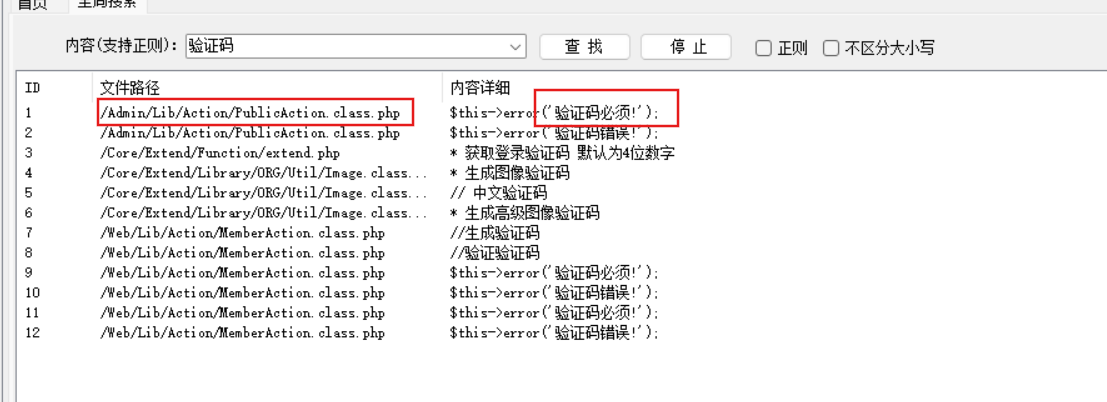 首页 全局搜索
内容(支持正则): 验证码 查 找 停 止 正则 不区分大小写
ID 文件路径 内容详细
1 /Admin/Lib/Action/PublicAction.class.php $this->error('验证码必须!');
2 /Admin/Lib/Action/PublicAction.class.php $this->error('验证码错误!');
3 /Core/Extend/Function/extend.php * 获取登录验证码 默认为4位数字
4 /Core/Extend/Library/ORG/Util/Image.class... * 生成图像验证码
5 /Core/Extend/Library/ORG/Util/Image.class... // 中文验证码
6 /Core/Extend/Library/ORG/Util/Image.class... * 生成高级图像验证码
7 /Web/Lib/Action/MemberAction.class.php //生成验证码
8 /Web/Lib/Action/MemberAction.class.php //验证验证码
9 /Web/Lib/Action/MemberAction.class.php $this->error('验证码必须!');
10 /Web/Lib/Action/MemberAction.class.php $this->error('验证码错误!');
11 /Web/Lib/Action/MemberAction.class.php $this->error('验证码必须!');
12 /Web/Lib/Action/MemberAction.class.php $this->error('验证码错误!');